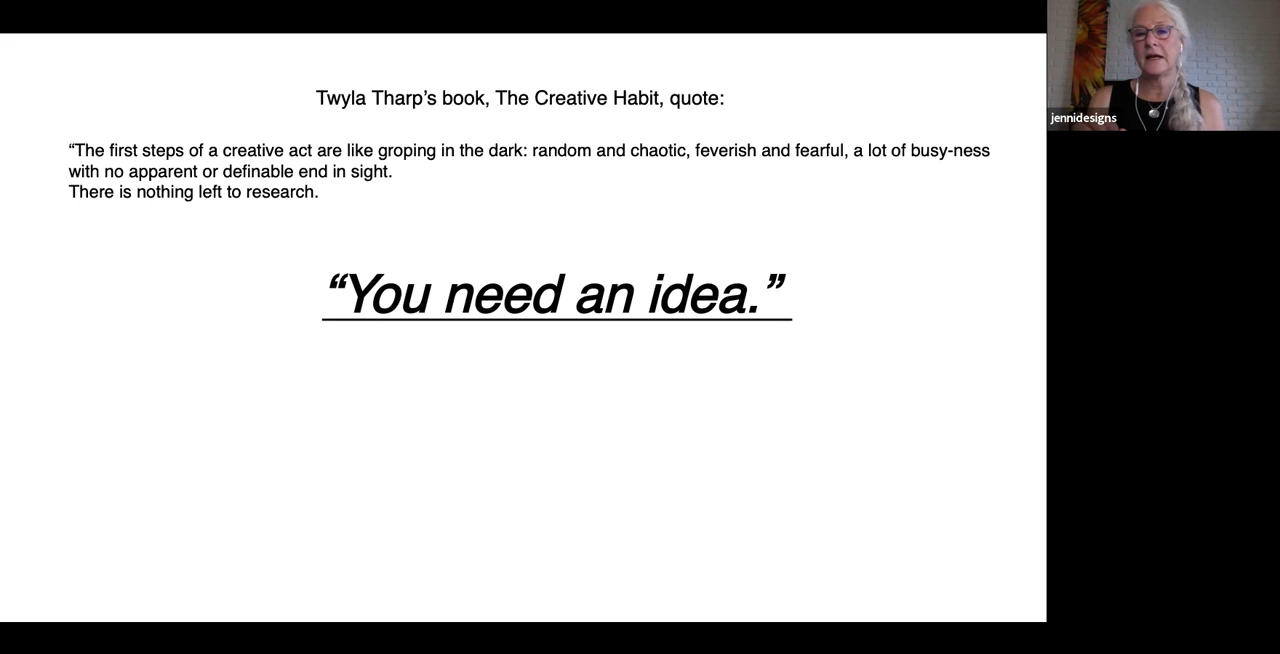 Twyla Tharp’s book, The Creative Habit, quote:
“The first steps of a creative act are like groping in the dark: random and chaotic, feverish and fearful, a lot of busy-ness
with no apparent or definable end in sight.
There is nothing left to research.
“You need an idea.”
jennidesigns